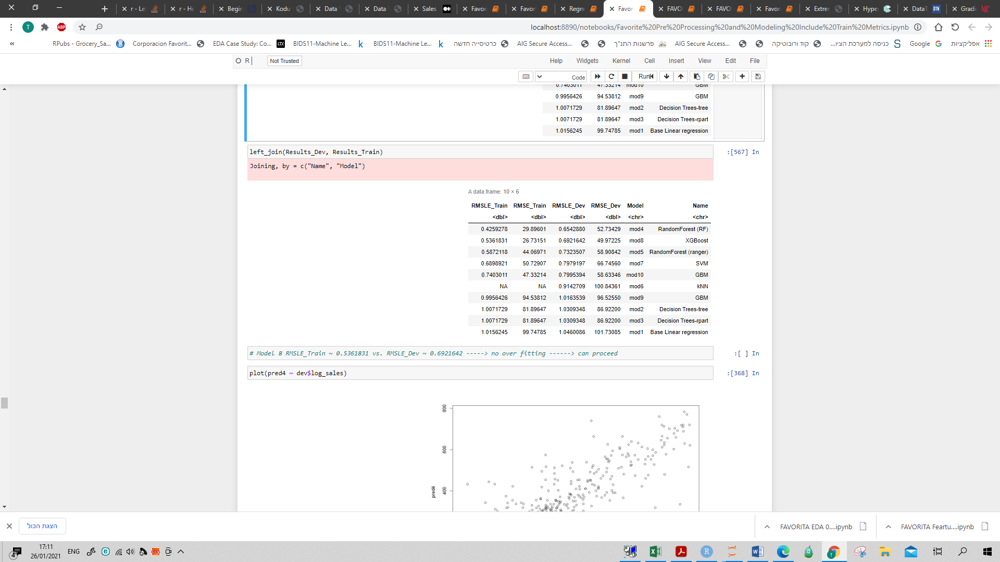 r - Le
r - Ho
Begin
Kodu
Data
Data
Sales
Favori
Favori
Regre
Favor
FAVO
FAVO
Favori
Extrem
Hyper
DataT
Gradi
T
ABP
localhost:8890/notebooks/Favorite%20Pre%20Processing%20and%20Modeling%20Include%20Train%20Metrics.ipynb
«
RPubs - Grocery_Sa...
Corporacion Favorit...
EDA Case Study: Co...
BIDS11-Machine Le...
BIDS11-Machine Le...
כרטיסייה חדשה
AIG Secure Access...
פרשנות התנ"ך
AIG Secure Access...
קוד ורובוטיקה
כניסה למערכת הציו...
Google
אפליקציות
R
Not Trusted
Help Widgets Kernel Cell Insert View Edit File
Code
Run
0.7403011 47.33214 mod10 GBM
0.9956426 94.53812 mod9 GBM
1.0071729 81.89647 mod2 Decision Trees-tree
1.0071729 81.89647 mod3 Decision Trees-rpart
1.0156245 99.74785 mod1 Base Linear regression
left_join(Results_Dev, Results_Train)
:[567] In
Joining, by = c("Name", "Model")
A data.frame: 10 × 6
RMSLE_Train RMSE_Train RMSLE_Dev RMSE_Dev Model Name
<dbl> <dbl> <dbl> <dbl> <chr> <chr>
0.4259278 29.89601 0.6542880 52.73429 mod4 RandomForest (RF)
0.5361831 26.73151 0.6921642 49.97225 mod8 XGBoost
0.5872118 44.06971 0.7323507 58.90842 mod5 RandomForest (ranger)
0.6898921 50.72907 0.7979197 66.74560 mod7 SVM
0.7403011 47.33214 0.7995394 58.63346 mod10 GBM
NA NA 0.9142709 100.84361 mod6 kNN
0.9956426 94.53812 1.0163539 96.52550 mod9 GBM
1.0071729 81.89647 1.0309348 86.92200 mod2 Decision Trees-tree
1.0071729 81.89647 1.0309348 86.92200 mod3 Decision Trees-rpart
1.0156245 99.74785 1.0460086 101.73085 mod1 Base Linear regression
# Model 8 RMSLE_Train ~ 0.5361831 vs. RMSLE_Dev ~ 0.6921642 -----> no over fitting ------> can proceed
:[ ] In
plot(pred4 ~ dev$log_sales)
:[368] In
800
600
400
pred4
הצגת הכול
FAVORITA EDA 0....ipynb
FAVORITA Feartu....ipynb
17:11
26/01/2021
4
ENG